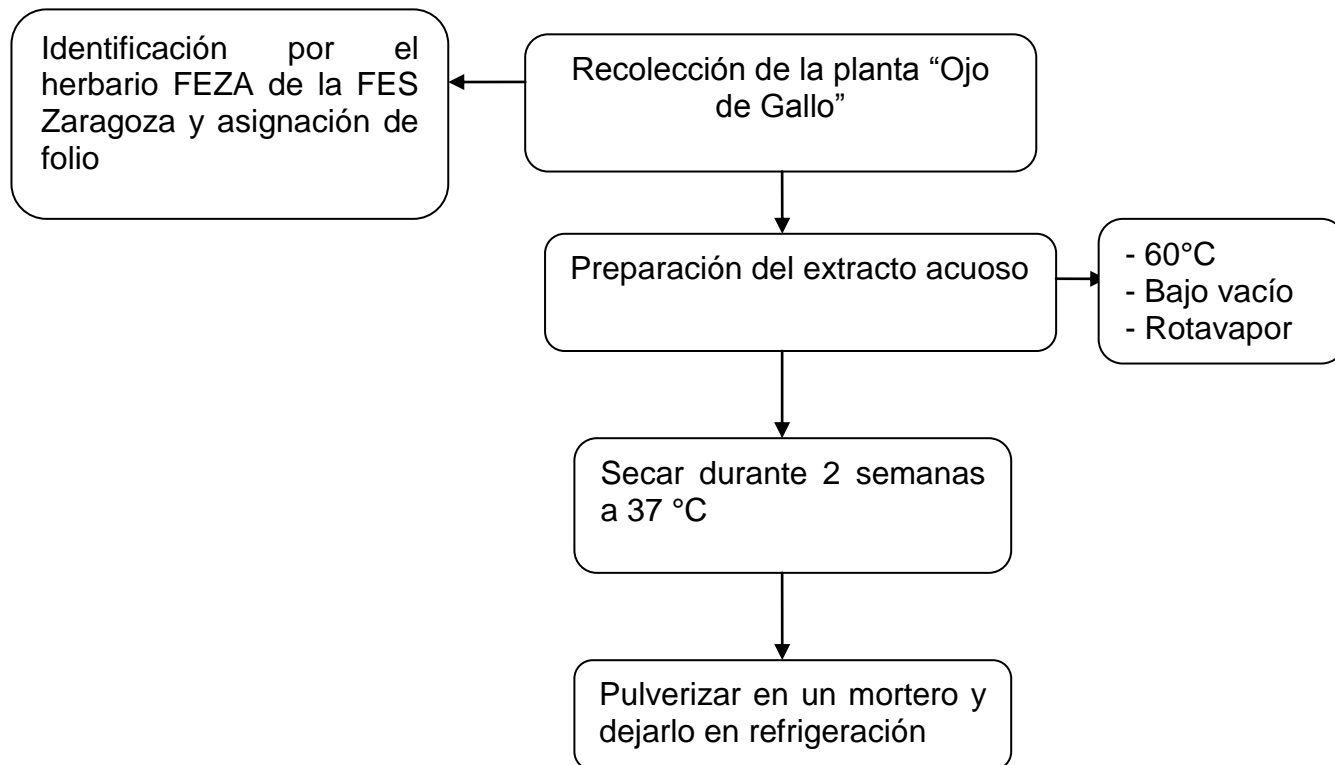 Identificación por el
herbario FEZA de la FES
Zaragoza y asignación de
folio
Recolección de la planta “Ojo
de Gallo”
Preparación del extracto acuoso
- 60°C
- Bajo vacío
- Rotavapor
Secar durante 2 semanas
a 37 °C
Pulverizar en un mortero y
dejarlo en refrigeración